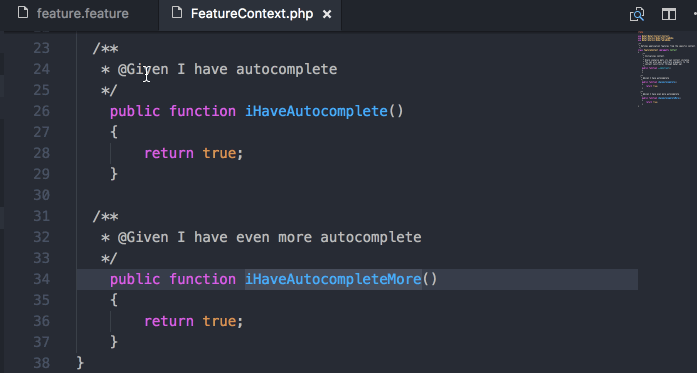 feature.feature
FeatureContext.php
23 /**
24 * @Given I have autocomplete
25 */
26 public function iHaveAutocomplete()
27 {
28 return true;
29 }
30
31 /**
32 * @Given I have even more autocomplete
33 */
34 public function iHaveAutocompleteMore()
35 {
36 return true;
37 }
38 }